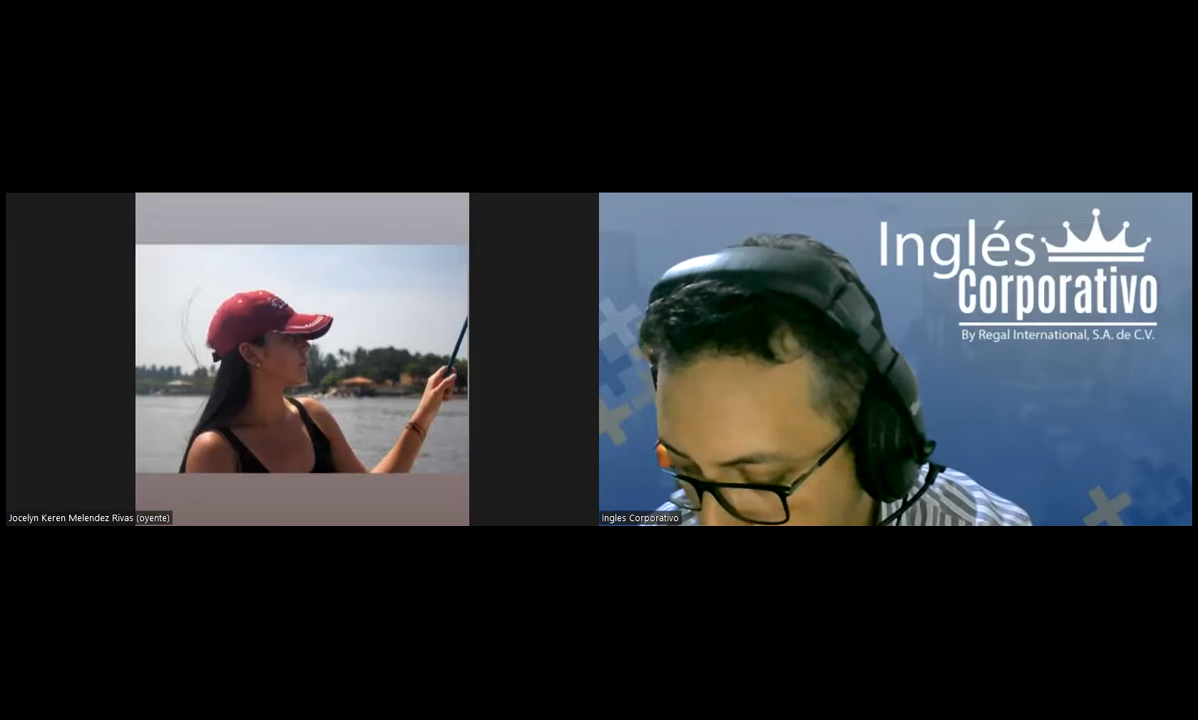 Inglés
Corporativo
By Regal International, S.A. de C.V.
Jocelyn Keren Melendez Rivas (oyente)
Ingles Corporativo